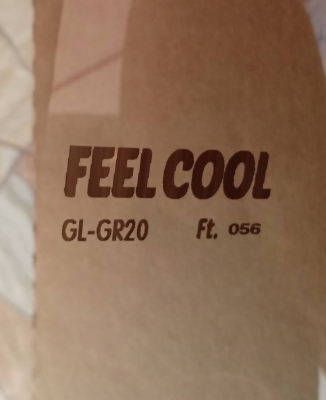 FEEL COOL
GL-GR20 Ft. 056